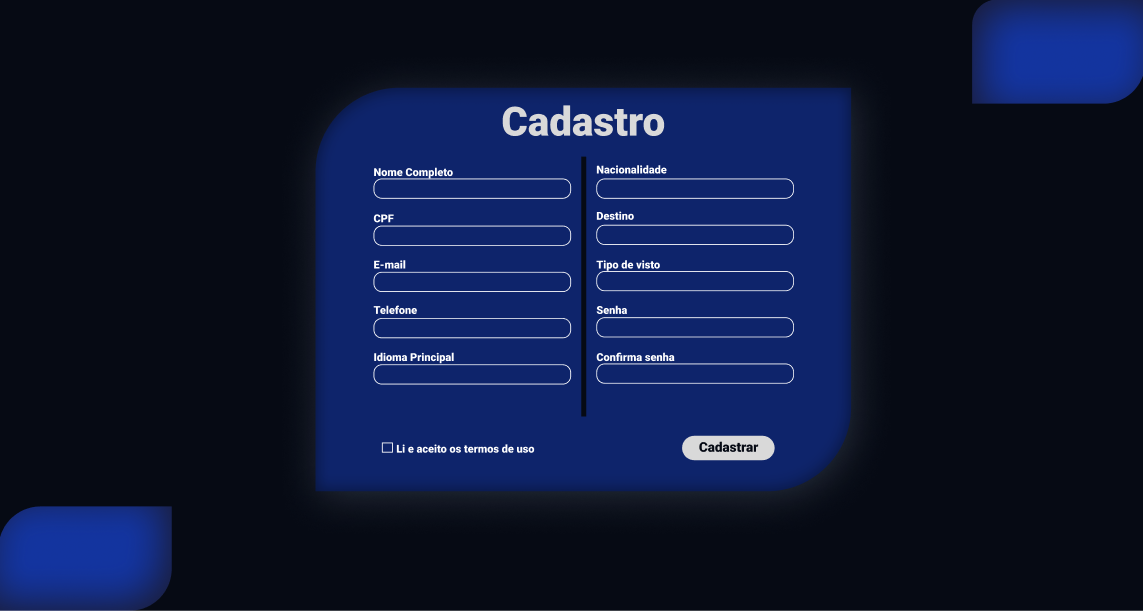 Cadastro
Nome Completo
CPF
E-mail
Telefone
Idioma Principal
Nacionalidade
Destino
Tipo de visto
Senha
Confirma senha
Li e aceito os termos de uso
Cadastrar